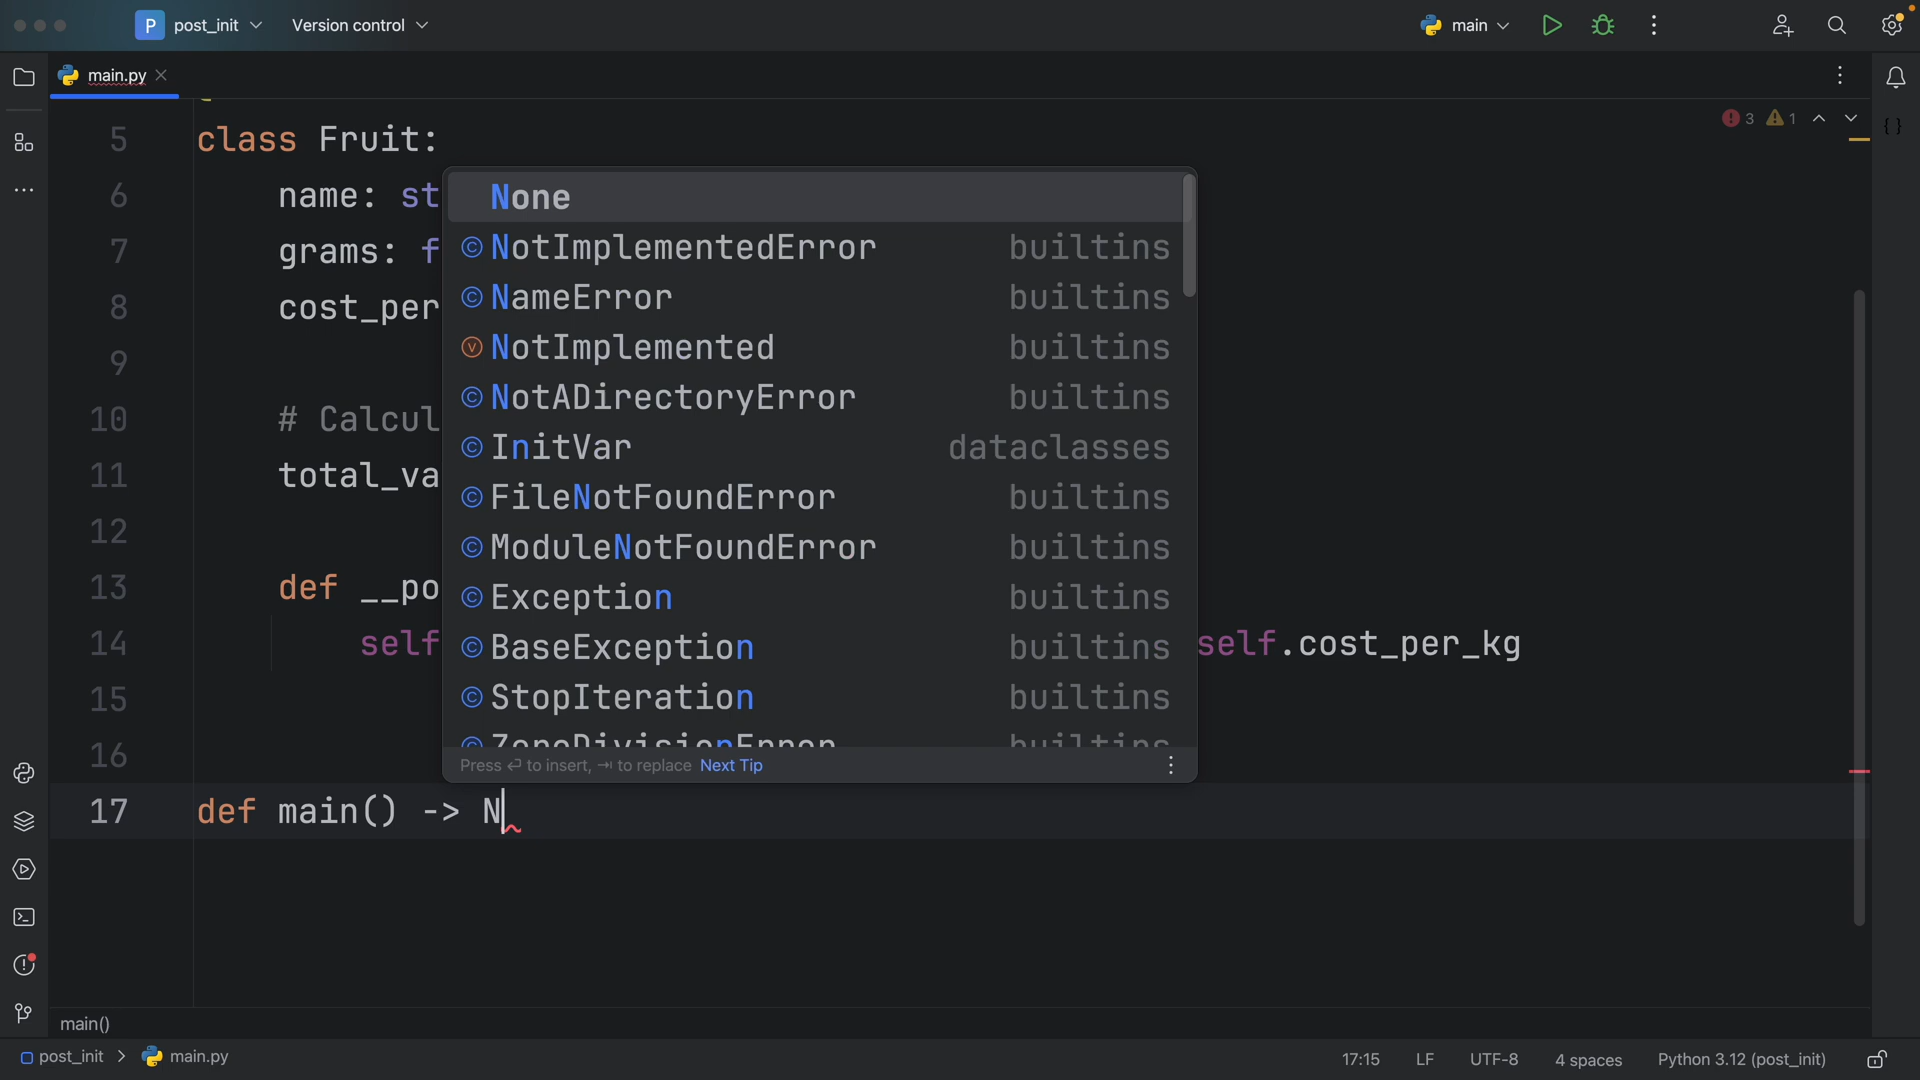 P post_init Version control main
main.py
3 1
5 class Fruit:
6 name: st
7 grams: f
8 cost_per
9
10 # Calcul
11 total_va
12
13 def __po
14 self self.cost_per_kg
15
16
17 def main() -> N
None
NotImplementedError builtins
NameError builtins
NotImplemented builtins
NotADirectoryError builtins
InitVar dataclasses
FileNotFoundError builtins
ModuleNotFoundError builtins
Exception builtins
BaseException builtins
StopIteration builtins
ZeroDivisionError builtins
Press ↵ to insert, ⇥ to replace Next Tip
main()
post_init > main.py 17:15 LF UTF-8 4 spaces Python 3.12 (post_init)